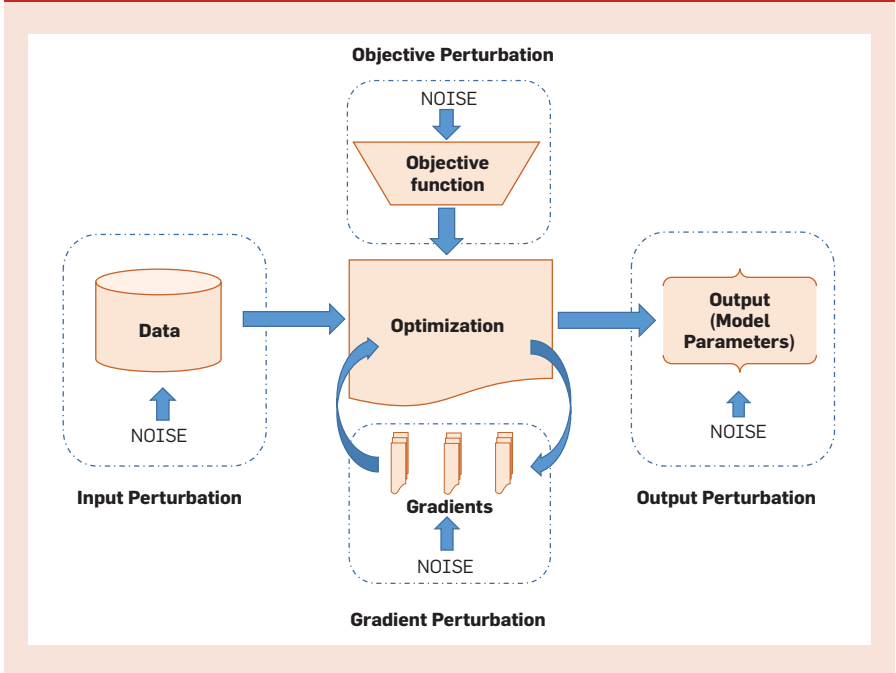 Objective Perturbation
NOISE
Objective
function
Data
NOISE
Input Perturbation
Optimization
Output
(Model
Parameters)
NOISE
Output Perturbation
Gradients
NOISE
Gradient Perturbation